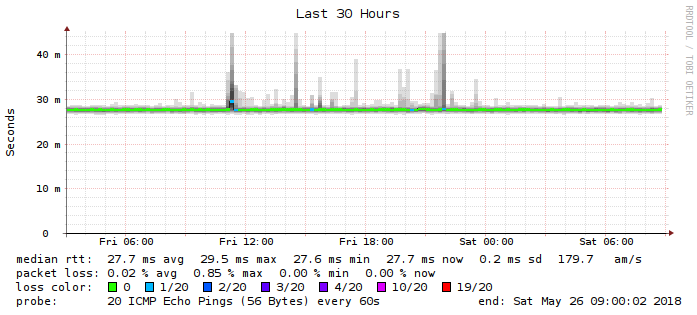 Last 30 Hours
RRDTOOL / TOBI OETIKER
Seconds
40 m
30 m
20 m
10 m
0
Fri 06:00 Fri 12:00 Fri 18:00 Sat 00:00 Sat 06:00
median rtt: 27.7 ms avg 29.5 ms max 27.6 ms min 27.7 ms now 0.2 ms sd 179.7 am/s
packet loss: 0.02 % avg 0.85 % max 0.00 % min 0.00 % now
loss color: 0 1/20 2/20 3/20 4/20 10/20 19/20
probe: 20 ICMP Echo Pings (56 Bytes) every 60s end: Sat May 26 09:00:02 2018